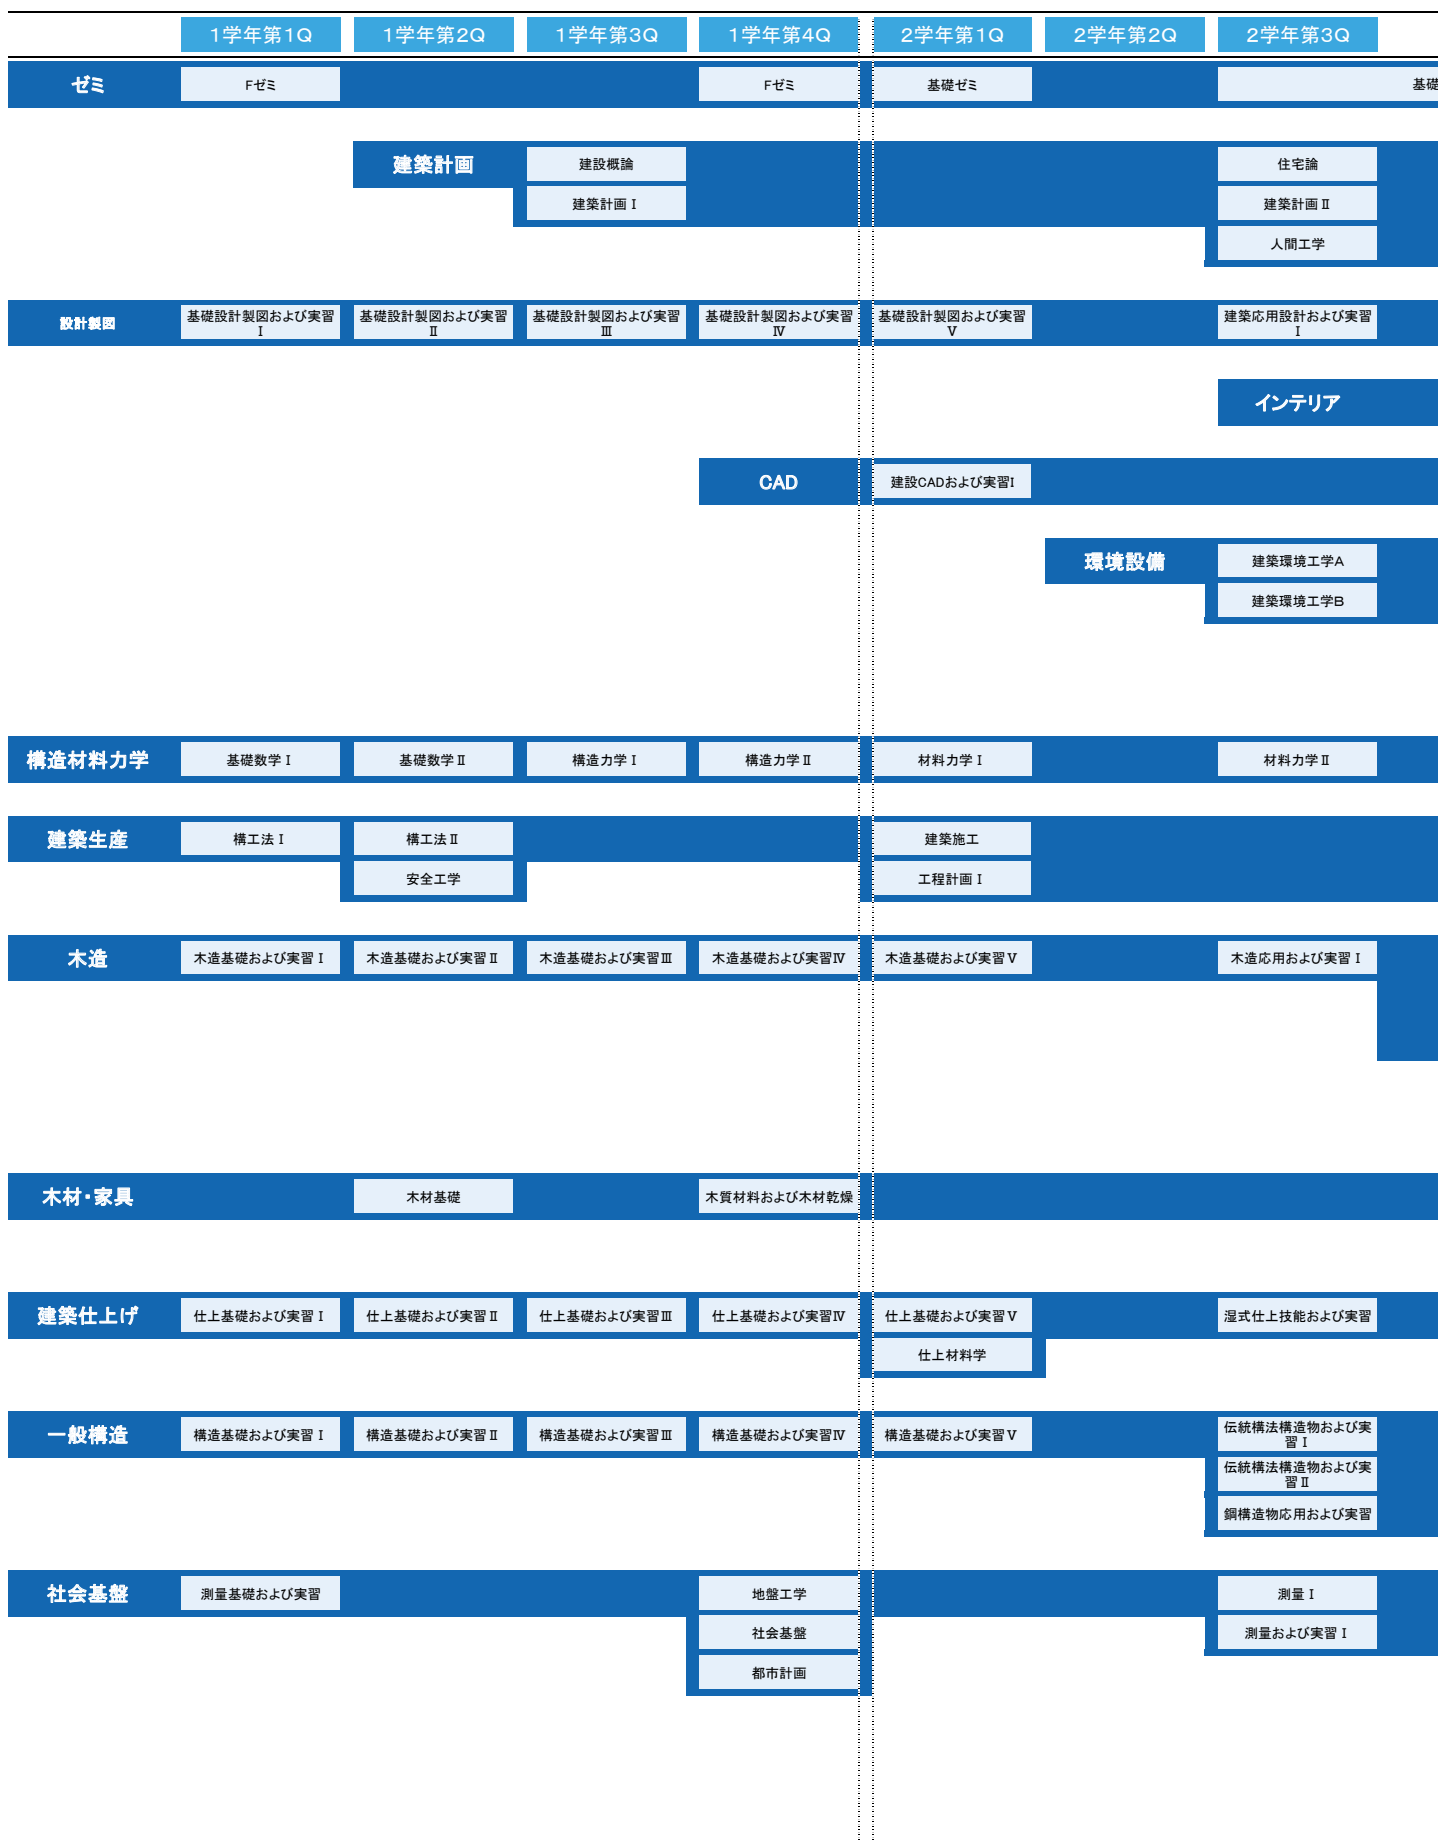 1学年第1Q 1学年第2Q 1学年第3Q 1学年第4Q 2学年第1Q 2学年第2Q 2学年第3Q
ゼミ Fゼミ Fゼミ 基礎ゼミ 基礎
建築計画 建設概論 住宅論
建築計画Ⅰ 建築計画Ⅱ
人間工学
設計製図 基礎設計製図および実習 基礎設計製図および実習 基礎設計製図および実習 基礎設計製図および実習 基礎設計製図および実習 建築応用設計および実習
Ⅰ Ⅱ Ⅲ Ⅳ Ⅴ Ⅰ
インテリア
CAD 建設CADおよび実習Ⅰ
環境設備 建築環境工学A
建築環境工学B
構造材料力学 基礎数学Ⅰ 基礎数学Ⅱ 構造力学Ⅰ 構造力学Ⅱ 材料力学Ⅰ 材料力学Ⅱ
建築生産 構工法Ⅰ 構工法Ⅱ 建築施工
安全工学 工程計画Ⅰ
木造 木造基礎および実習Ⅰ 木造基礎および実習Ⅱ 木造基礎および実習Ⅲ 木造基礎および実習Ⅳ 木造基礎および実習Ⅴ 木造応用および実習Ⅰ
木材・家具 木材基礎 木質材料および木材乾燥
建築仕上げ 仕上基礎および実習Ⅰ 仕上基礎および実習Ⅱ 仕上基礎および実習Ⅲ 仕上基礎および実習Ⅳ 仕上基礎および実習Ⅴ 湿式仕上技能および実習
仕上材料学
一般構造 構造基礎および実習Ⅰ 構造基礎および実習Ⅱ 構造基礎および実習Ⅲ 構造基礎および実習Ⅳ 構造基礎および実習Ⅴ 伝統構法構造物および実
習Ⅰ
伝統構法構造物および実
習Ⅱ
鋼構造物応用および実習
社会基盤 測量基礎および実習 地盤工学 測量Ⅰ
社会基盤 測量および実習Ⅰ
都市計画